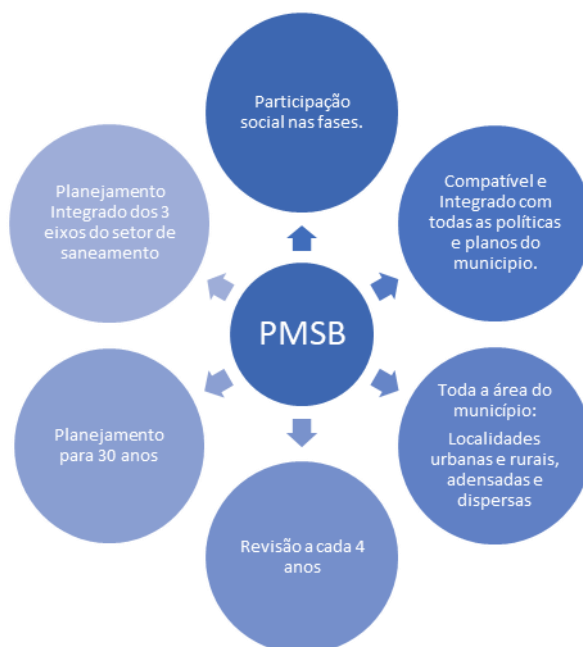 Participação
social nas fases.
Compatível e
Integrado com
todas as políticas
e planos do
municipio.
Toda a área do
município:
Localidades
urbanas e rurais,
adensadas e
dispersas
Revisão a cada 4
anos
Planejamento
para 30 anos
Planejamento
Integrado dos 3
eixos do setor de
saneamento
PMSB